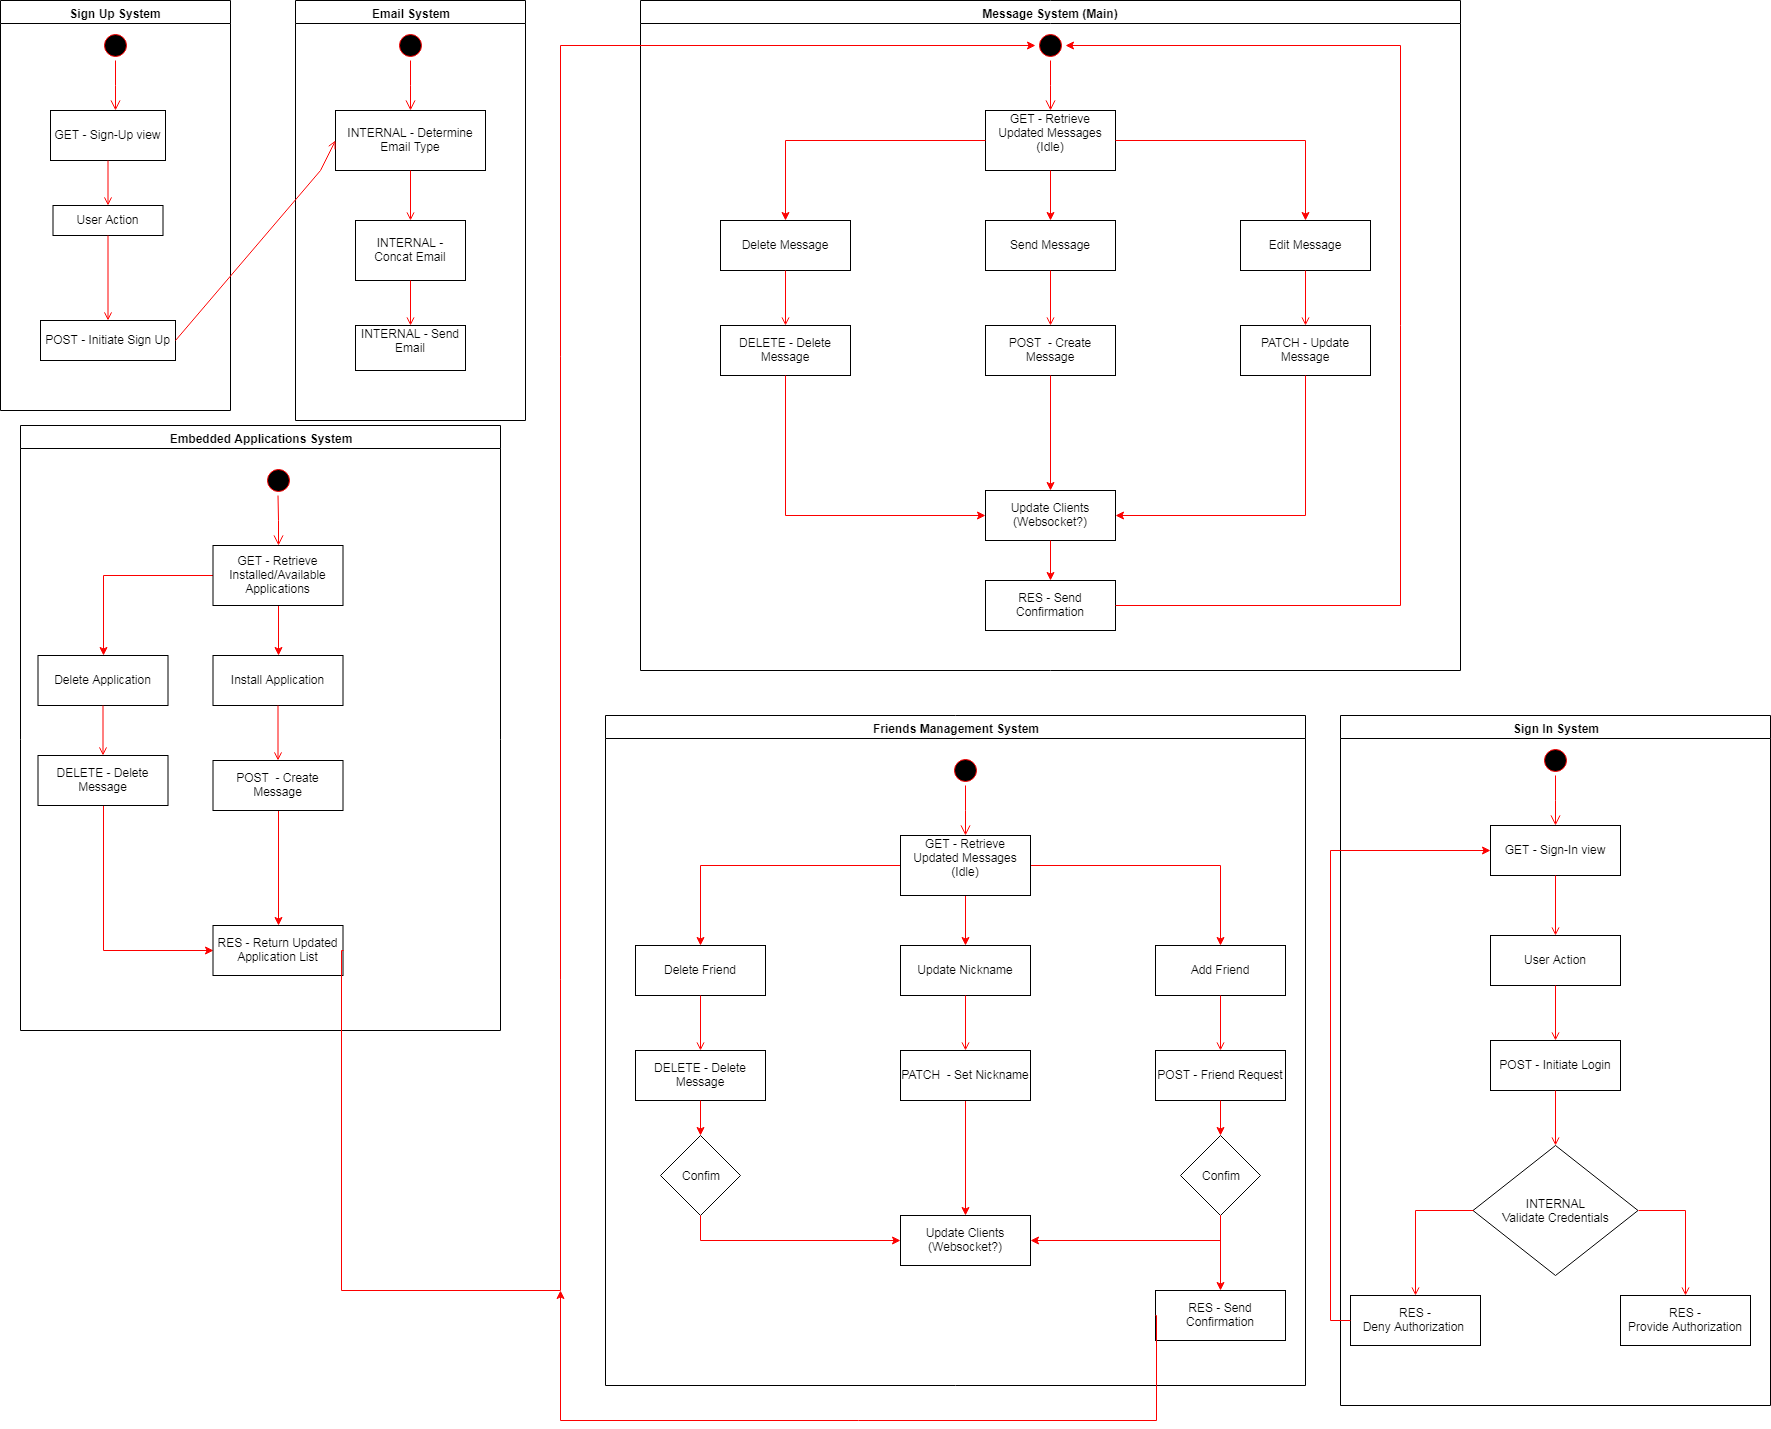 Sign Up System
GET - Sign-Up view
User Action
POST - Initiate Sign Up
Email System
INTERNAL - Determine
Email Type
INTERNAL -
Concat Email
INTERNAL - Send
Email
Message System (Main)
GET - Retrieve
Updated Messages
(Idle)
Delete Message
Send Message
Edit Message
DELETE - Delete
Message
POST  - Create
Message
PATCH - Update
Message
Update Clients
(Websocket?)
RES - Send
Confirmation
Embedded Applications System
GET - Retrieve
Installed/Available
Applications
Delete Application
Install Application
DELETE - Delete
Message
POST  - Create
Message
RES - Return Updated
Application List
Friends Management System
GET - Retrieve
Updated Messages
(Idle)
Delete Friend
Update Nickname
Add Friend
DELETE - Delete
Message
PATCH  - Set Nickname
POST - Friend Request
Confim
Confim
Update Clients
(Websocket?)
RES - Send
Confirmation
Sign In System
GET - Sign-In view
User Action
POST - Initiate Login
INTERNAL
Validate Credentials
RES -
Deny Authorization
RES -
Provide Authorization